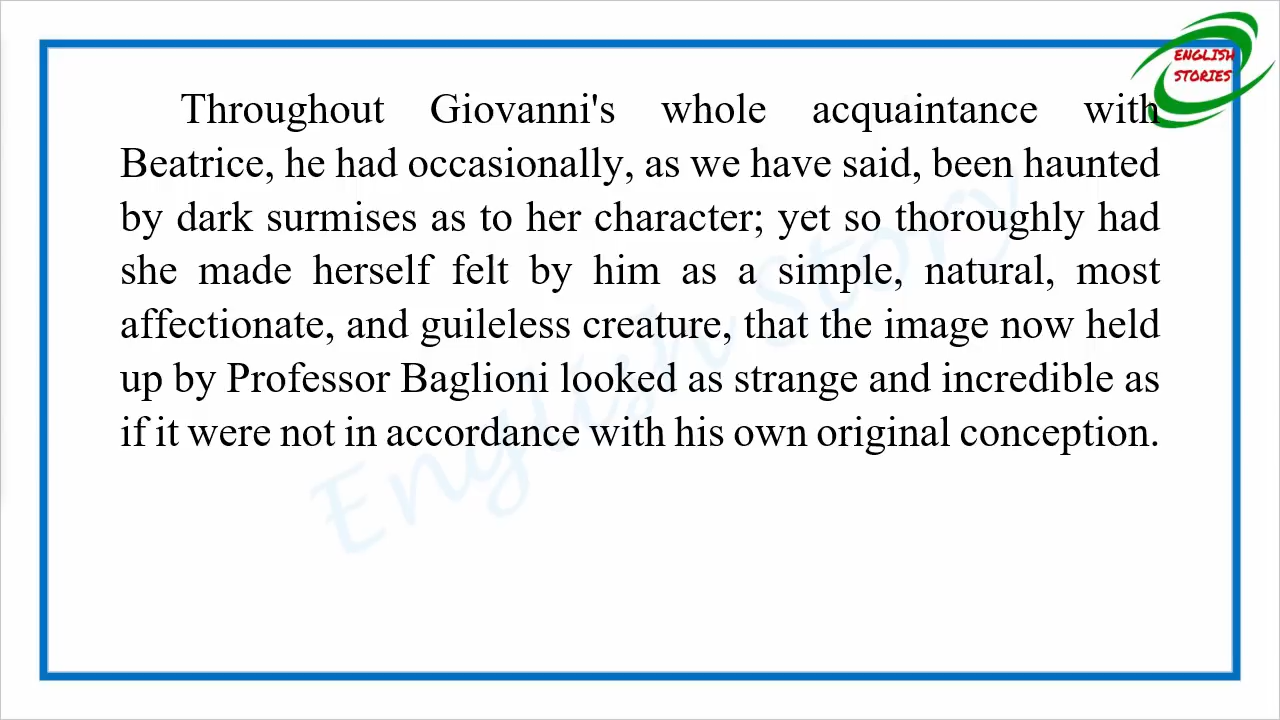 ENGLISH
STORIES
Throughout Giovanni's whole acquaintance with
Beatrice, he had occasionally, as we have said, been haunted
by dark surmises as to her character; yet so thoroughly had
she made herself felt by him as a simple, natural, most
affectionate, and guileless creature, that the image now held
up by Professor Baglioni looked as strange and incredible as
if it were not in accordance with his own original conception.
English Story